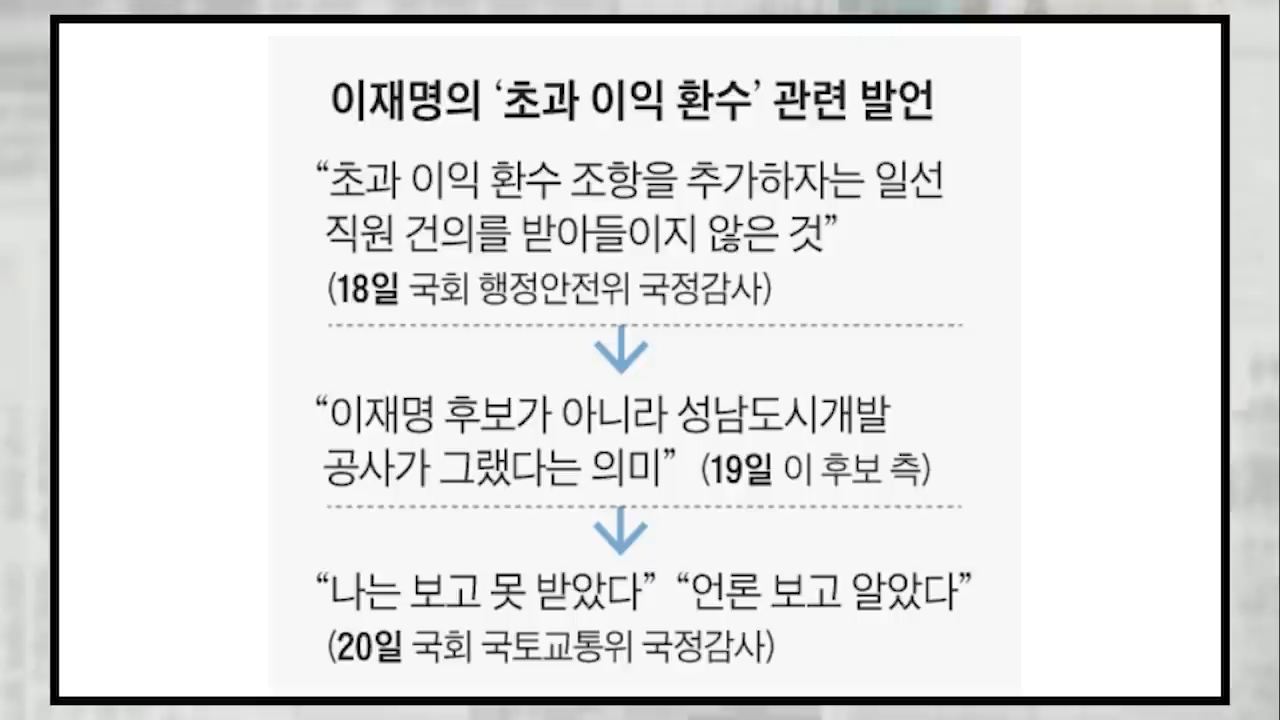 이재명의 ‘초과 이익 환수’ 관련 발언
“초과 이익 환수 조항을 추가하자는 일선
직원 건의를 받아들이지 않은 것”
(18일 국회 행정안전위 국정감사)
“이재명 후보가 아니라 성남도시개발
공사가 그랬다는 의미” (19일 이 후보 측)
“나는 보고 못 받았다” “언론 보고 알았다”
(20일 국회 국토교통위 국정감사)